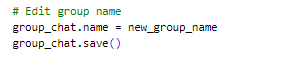 # Edit group name
group_chat.name = new_group_name
group_chat.save()